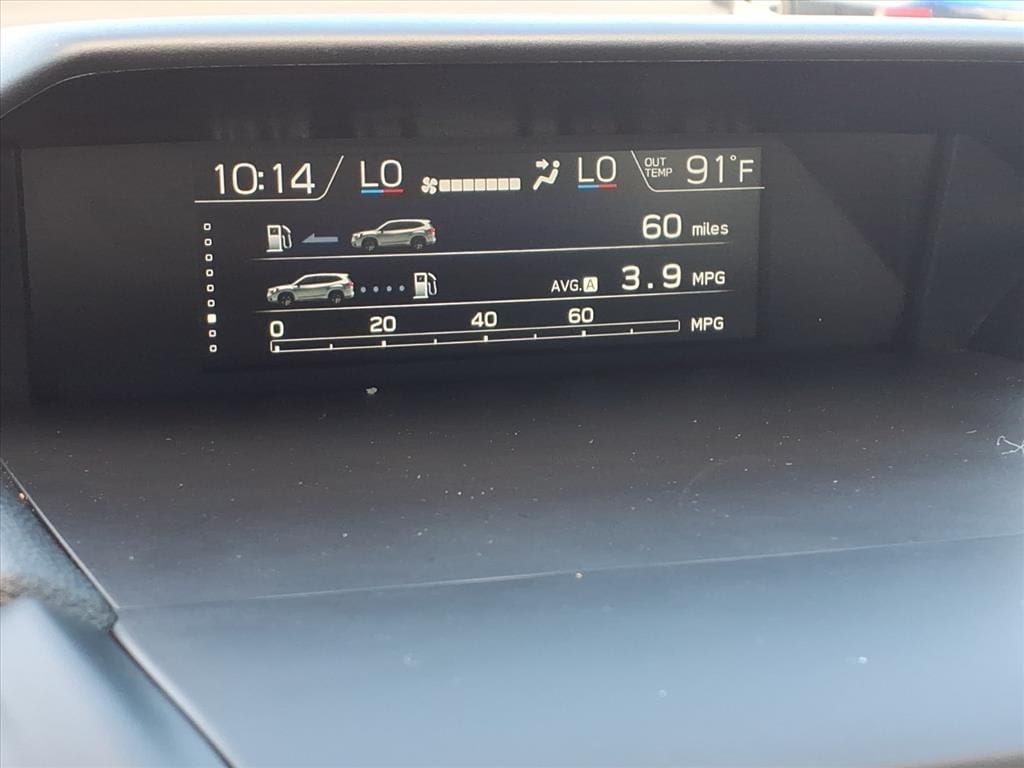 10:14 LO LO OUT TEMP 91°F
60 miles
AVG. A 3.9 MPG
0 20 40 60 MPG